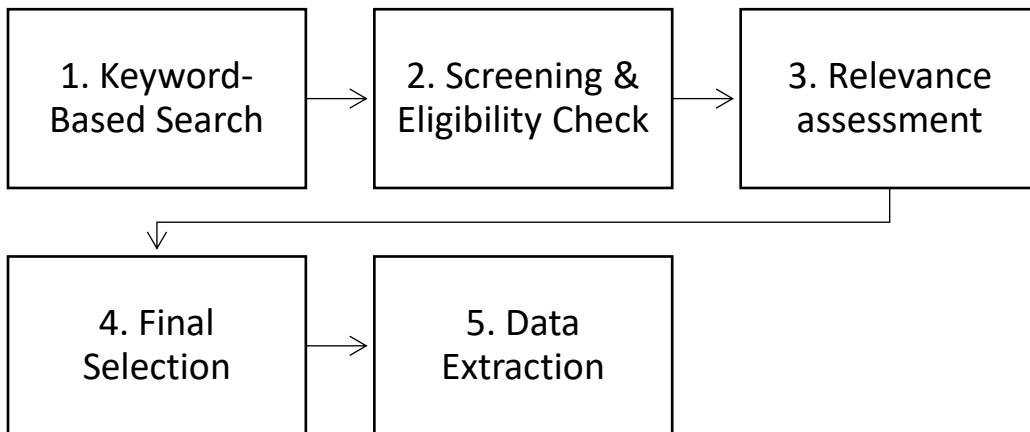 1. Keyword-
Based Search
2. Screening &
Eligibility Check
3. Relevance
assessment
4. Final
Selection
5. Data
Extraction